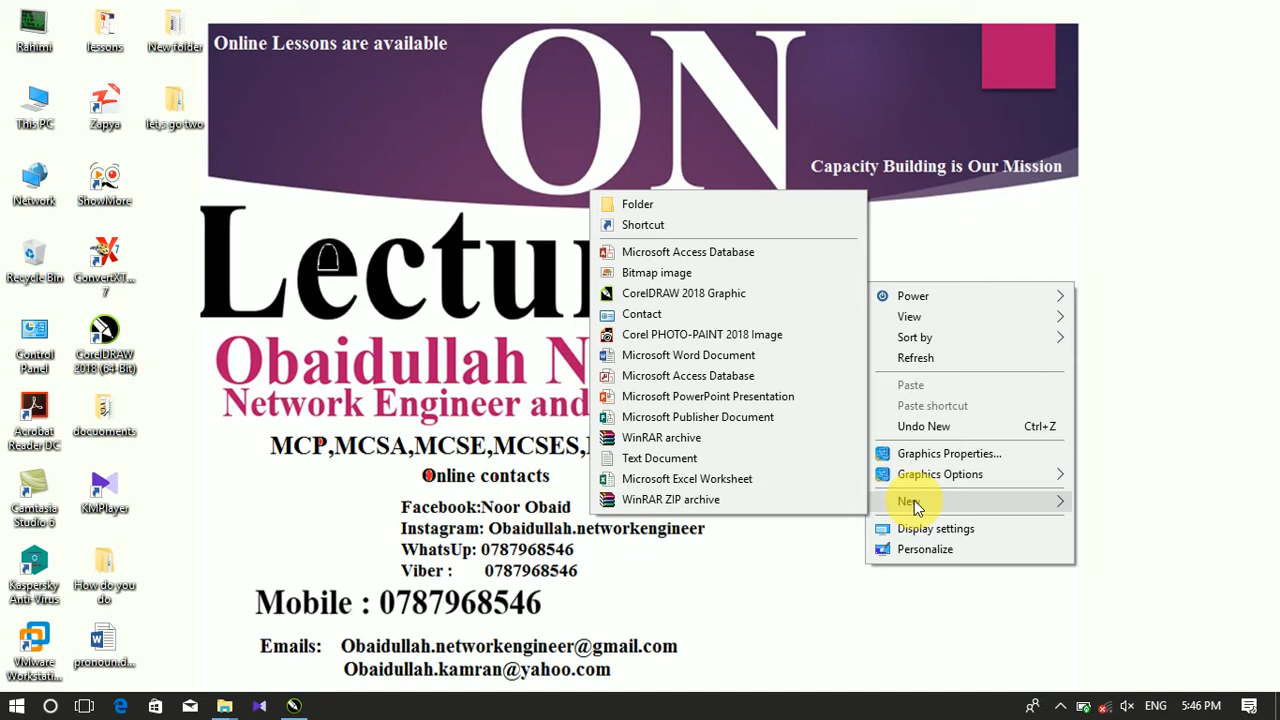 Rahimi
lessons
New folder
This PC
Zapya
let,s go two
Network
ShowMore
Recycle Bin
ConvertXT...
7
Control
Panel
CorelDRAW
2018 (64-Bit)
Acrobat
Reader DC
docuoments
Camtasia
Studio 6
KMPlayer
Kaspersky
Anti-Virus
How do you
do
VMware
Workstati...
pronoun.d...
Online Lessons are available
ON
Capacity Building is Our Mission
Lectu
Obaidullah N
Network Engineer and
MCP,MCSA,MCSE,MCSES,
Online contacts
Facebook:Noor Obaid
Instagram: Obaidullah.networkengineer
WhatsUp: 0787968546
Viber : 0787968546
Mobile : 0787968546
Emails: Obaidullah.networkengineer@gmail.com
Obaidullah.kamran@yahoo.com
Folder
Shortcut
Microsoft Access Database
Bitmap image
CorelDRAW 2018 Graphic
Contact
Corel PHOTO-PAINT 2018 Image
Microsoft Word Document
Microsoft Access Database
Microsoft PowerPoint Presentation
Microsoft Publisher Document
WinRAR archive
Text Document
Microsoft Excel Worksheet
WinRAR ZIP archive
Power
View
Sort by
Refresh
Paste
Paste shortcut
Undo New Ctrl+Z
Graphics Properties...
Graphics Options
New
Display settings
Personalize
ENG 5:46 PM